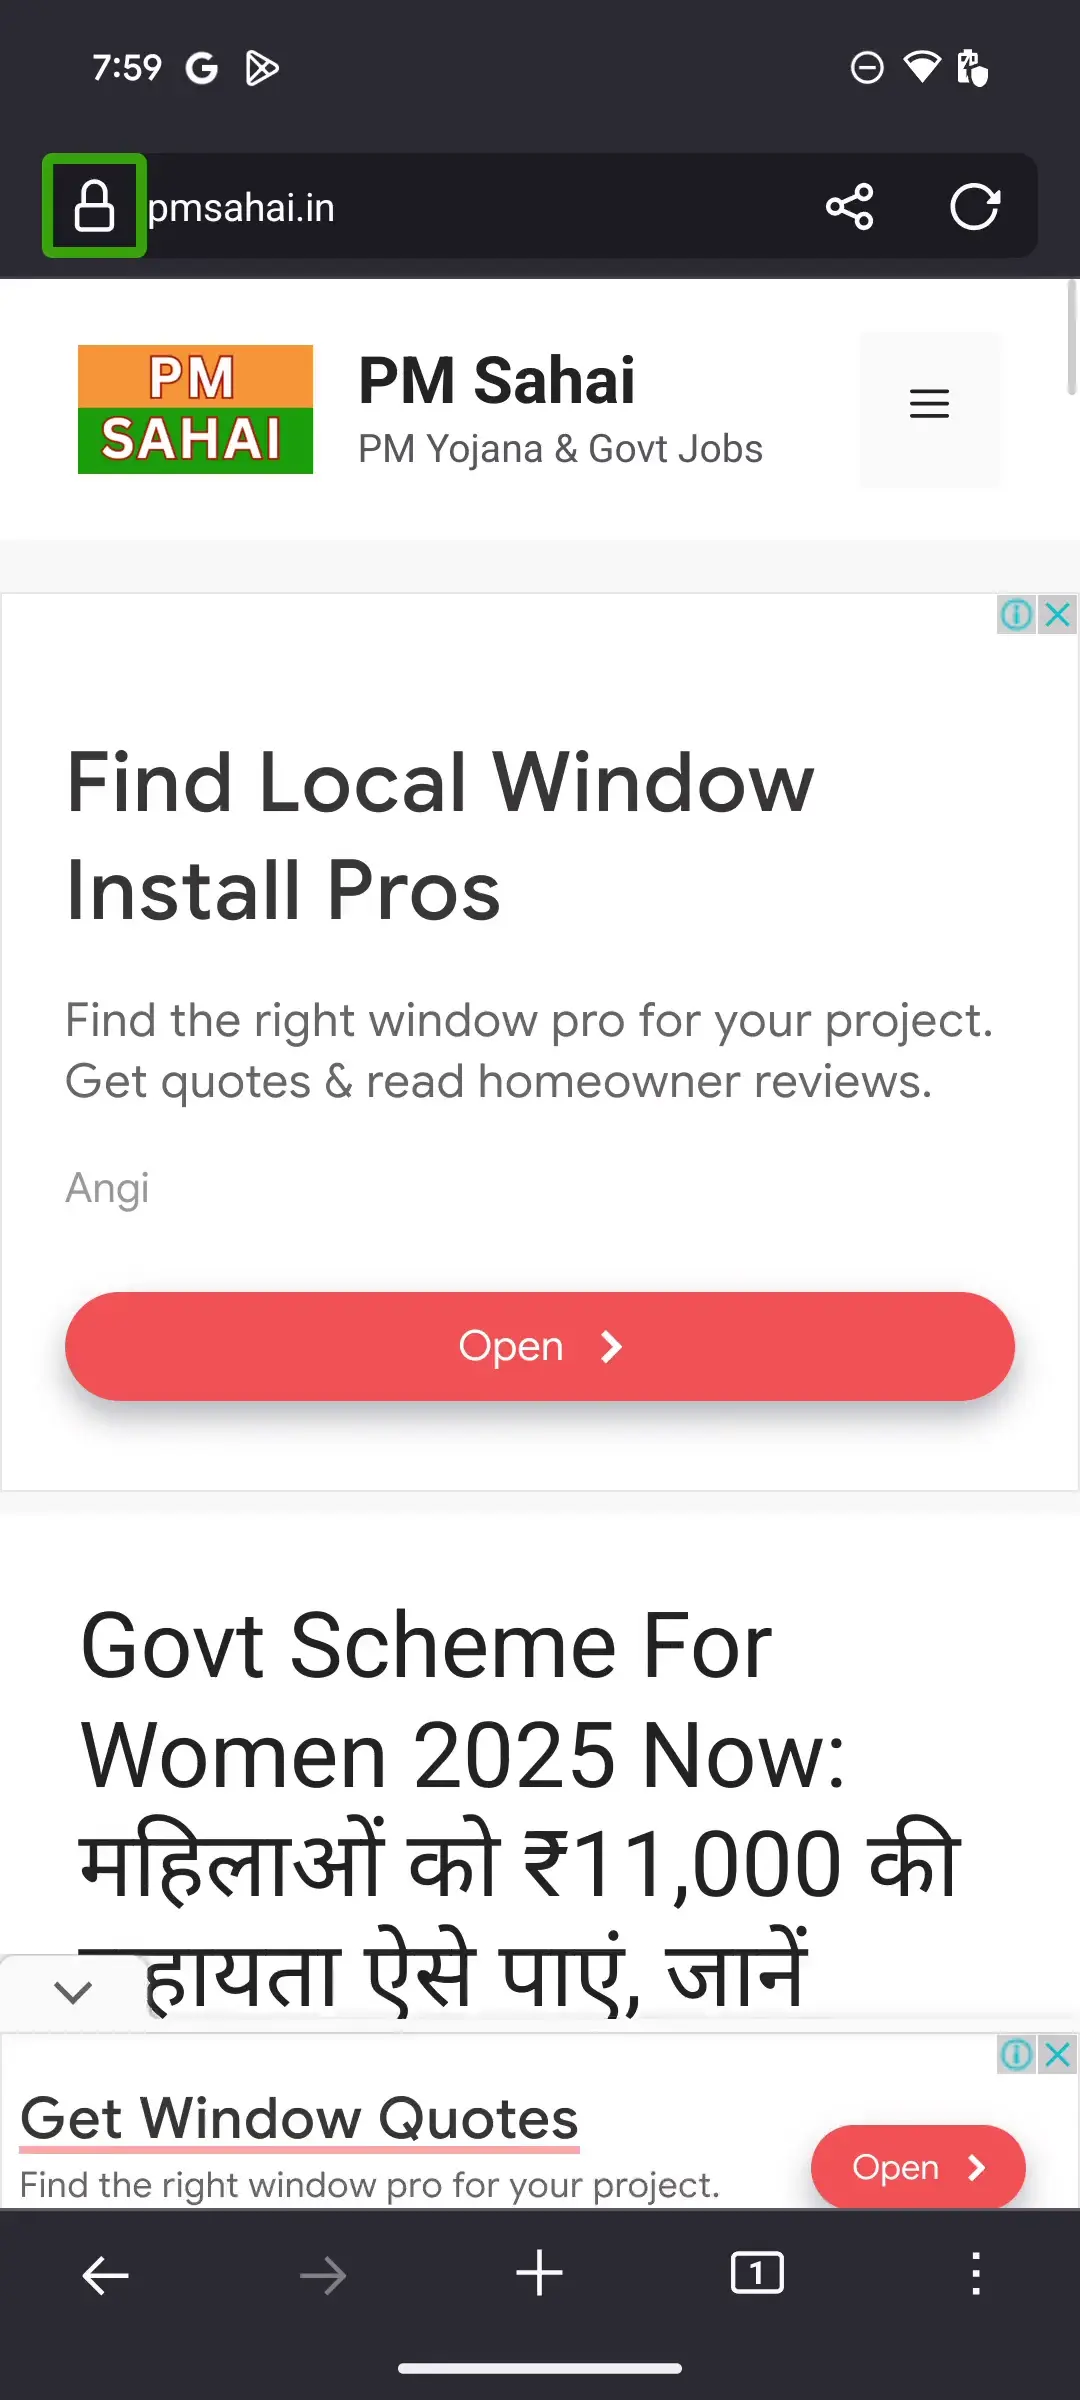 7:59
pmsahai.in
PM
SAHAI
PM Sahai
PM Yojana & Govt Jobs
Find Local Window
Install Pros
Find the right window pro for your project.
Get quotes & read homeowner reviews.
Angi
Open
Govt Scheme For
Women 2025 Now:
महिलाओं को ₹11,000 की
हायता ऐसे पाएं, जानें
Get Window Quotes
Open
Find the right window pro for your project.
1